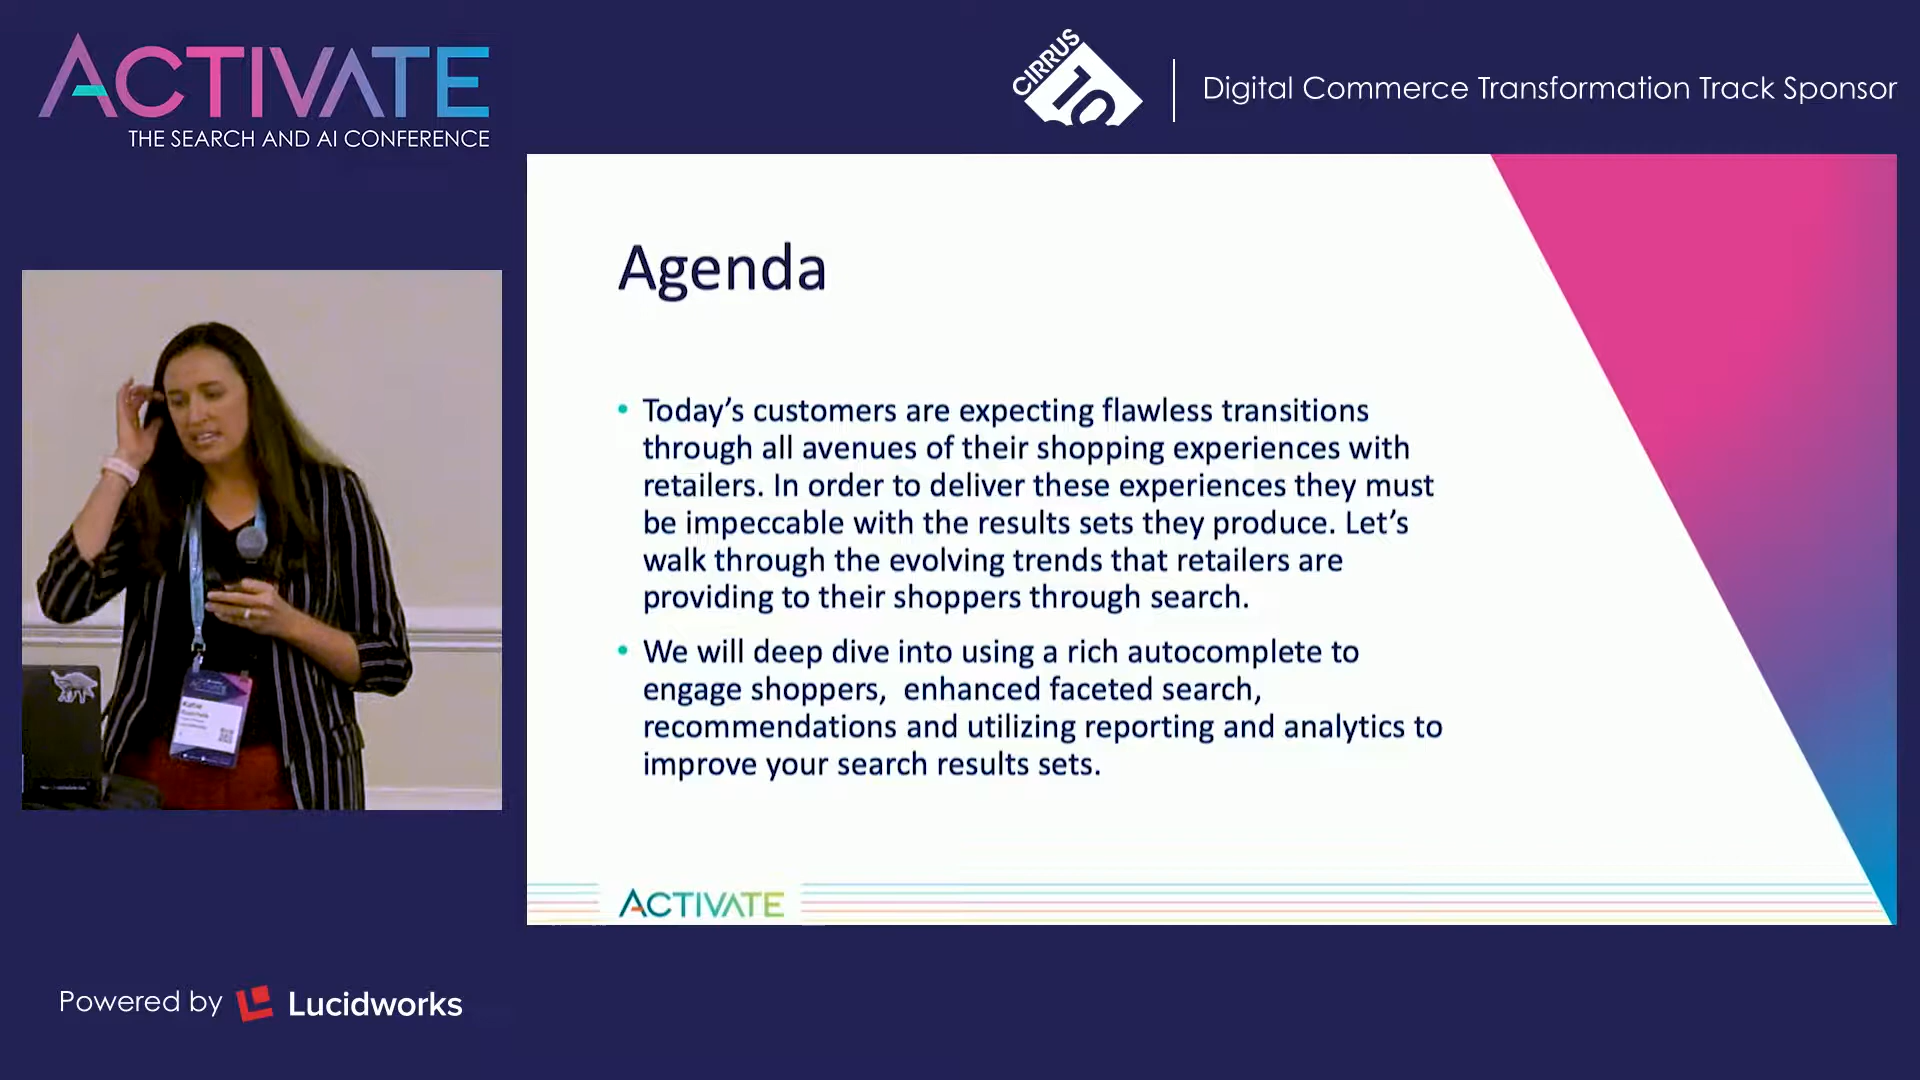 ACTIVATE
THE SEARCH AND AI CONFERENCE
CIRRUS
10
Digital Commerce Transformation Track Sponsor
Agenda
• Today’s customers are expecting flawless transitions
through all avenues of their shopping experiences with
retailers. In order to deliver these experiences they must
be impeccable with the results sets they produce. Let’s
walk through the evolving trends that retailers are
providing to their shoppers through search.
• We will deep dive into using a rich autocomplete to
engage shoppers,  enhanced faceted search,
recommendations and utilizing reporting and analytics to
improve your search results sets.
ACTIVATE
Katie
Powered by
Lucidworks